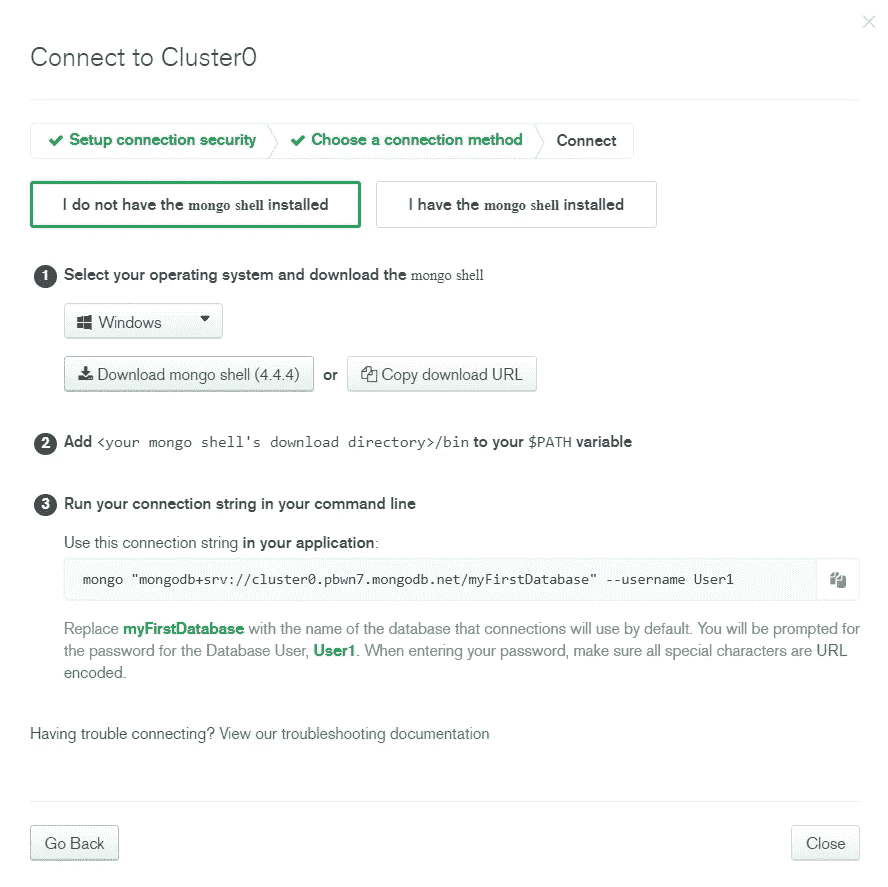 Connect to Cluster0
Setup connection security
Choose a connection method
Connect
I do not have the mongo shell installed
I have the mongo shell installed
1 Select your operating system and download the mongo shell
Windows
Download mongo shell (4.4.4) or Copy download URL
2 Add <your mongo shell's download directory>/bin to your $PATH variable
3 Run your connection string in your command line
Use this connection string in your application:
mongo "mongodb+srv://cluster0.pbwn7.mongodb.net/myFirstDatabase" --username User1
Replace myFirstDatabase with the name of the database that connections will use by default. You will be prompted for
the password for the Database User, User1. When entering your password, make sure all special characters are URL
encoded.
Having trouble connecting? View our troubleshooting documentation
Go Back
Close